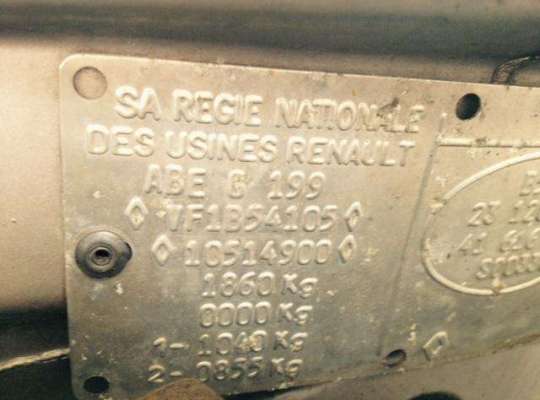 SA REGIE NATIONALE
DES USINES RENAULT
ABE G 199
◊ VF1B54105 ◊
◊ 10514900 ◊
1860 Kg
0000 Kg
1- 1040 Kg
2- 0855 Kg